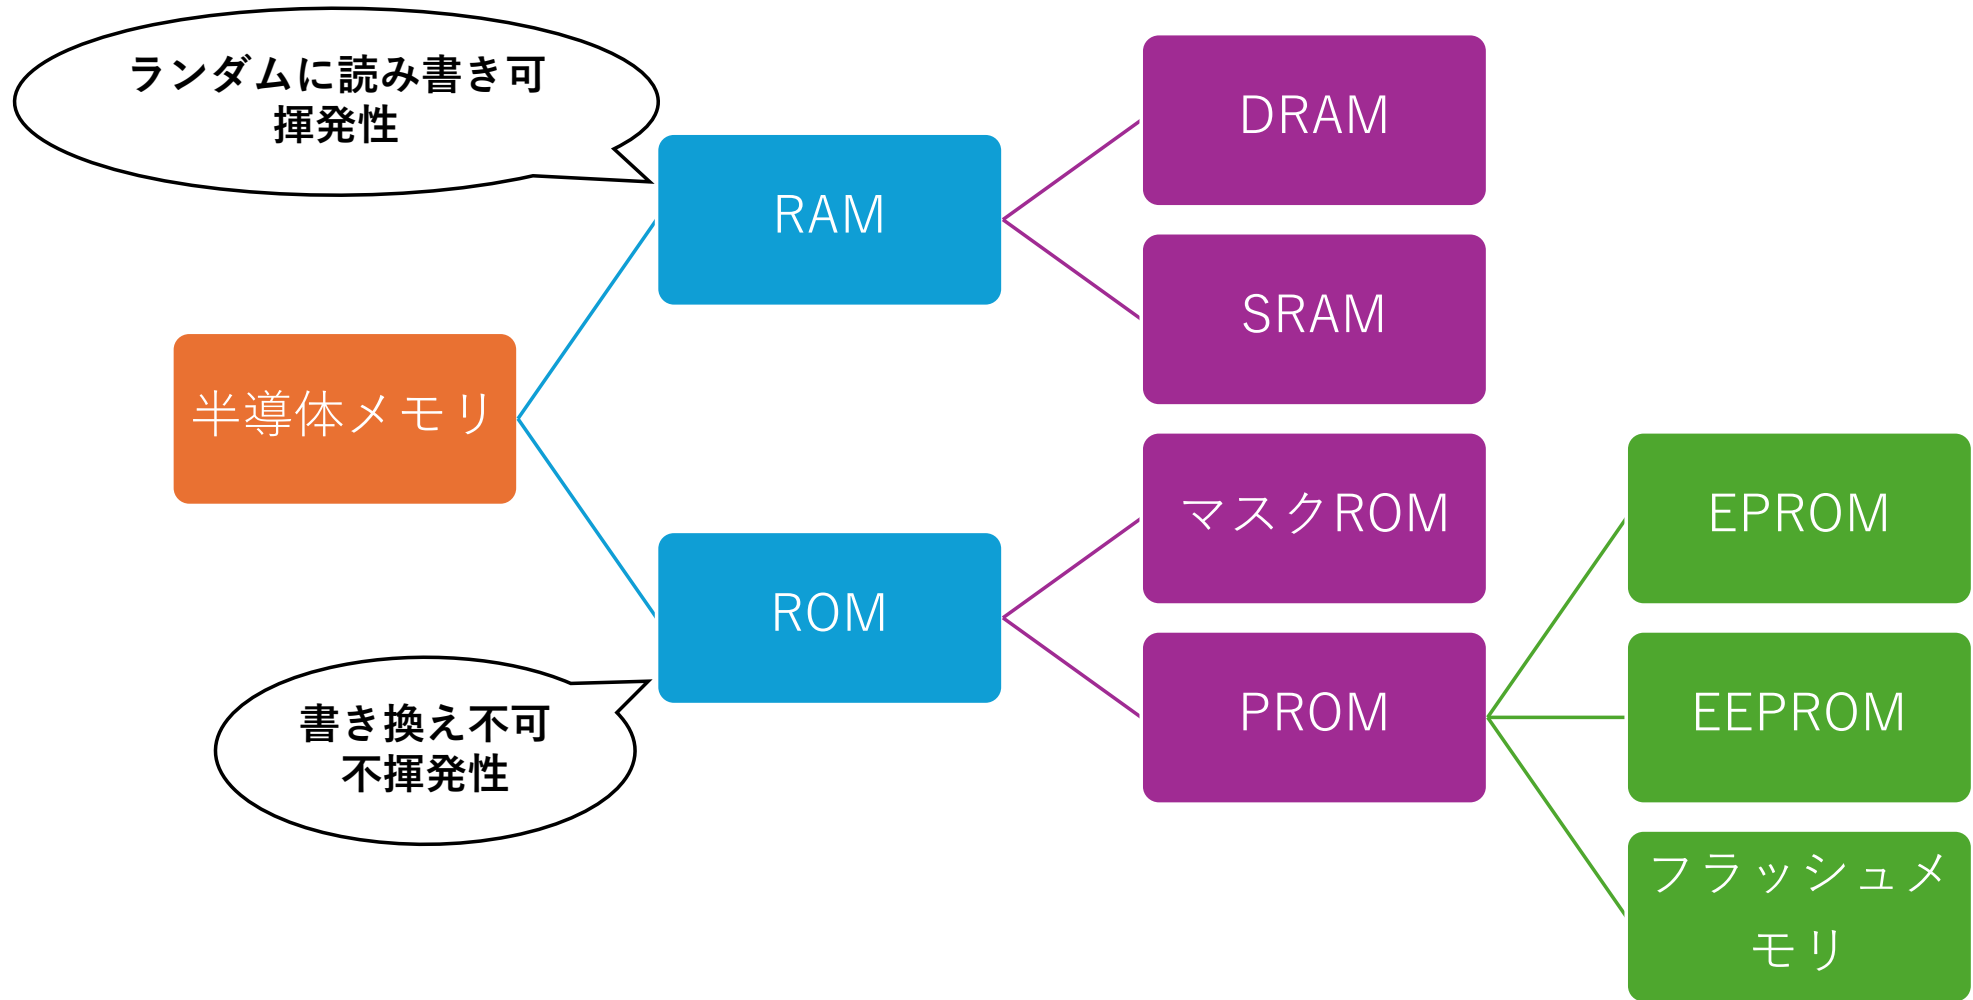 ランダムに読み書き可
揮発性
DRAM
RAM
SRAM
半導体メモリ
マスクROM
EPROM
ROM
PROM
EEPROM
書き換え不可
不揮発性
フラッシュメ
モリ